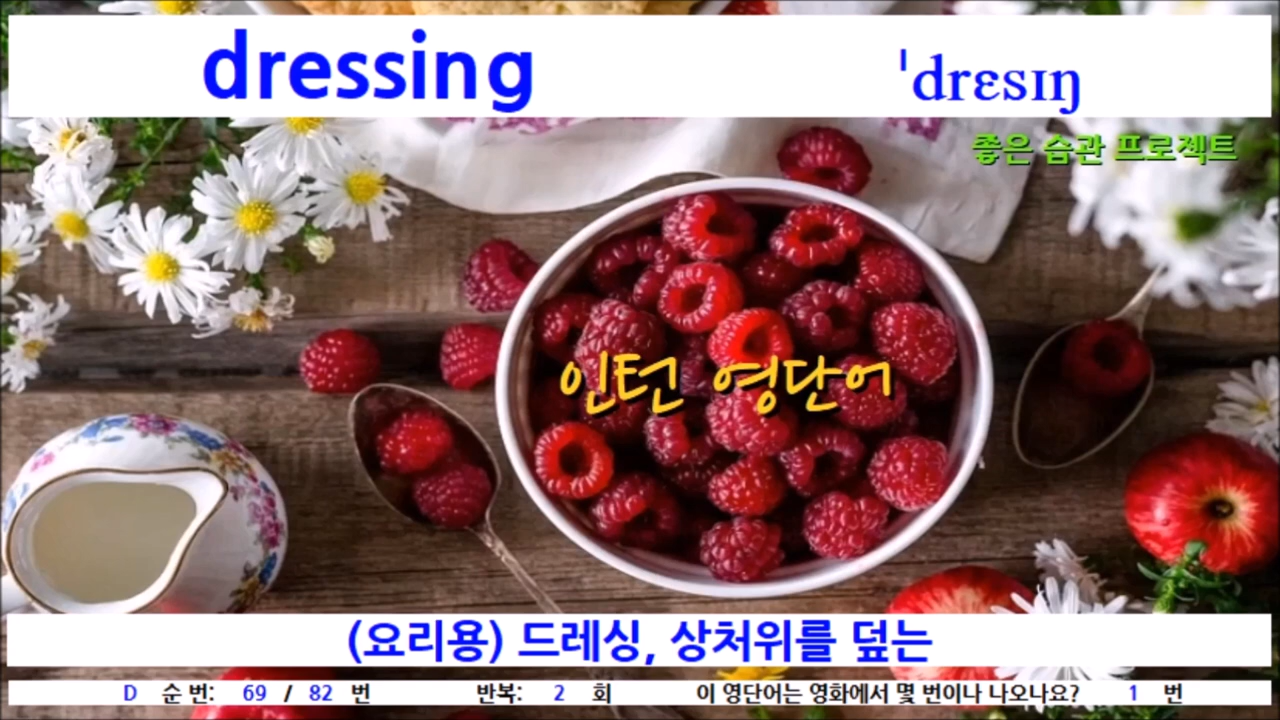 dressing ˈdrɛsɪŋ
좋은 습관 프로젝트
인턴 영단어
(요리용) 드레싱, 상처위를 덮는
D 순 번: 69 / 82 번 반복: 2 회 이 영단어는 영화에서 몇 번이나 나오나요? 1 번